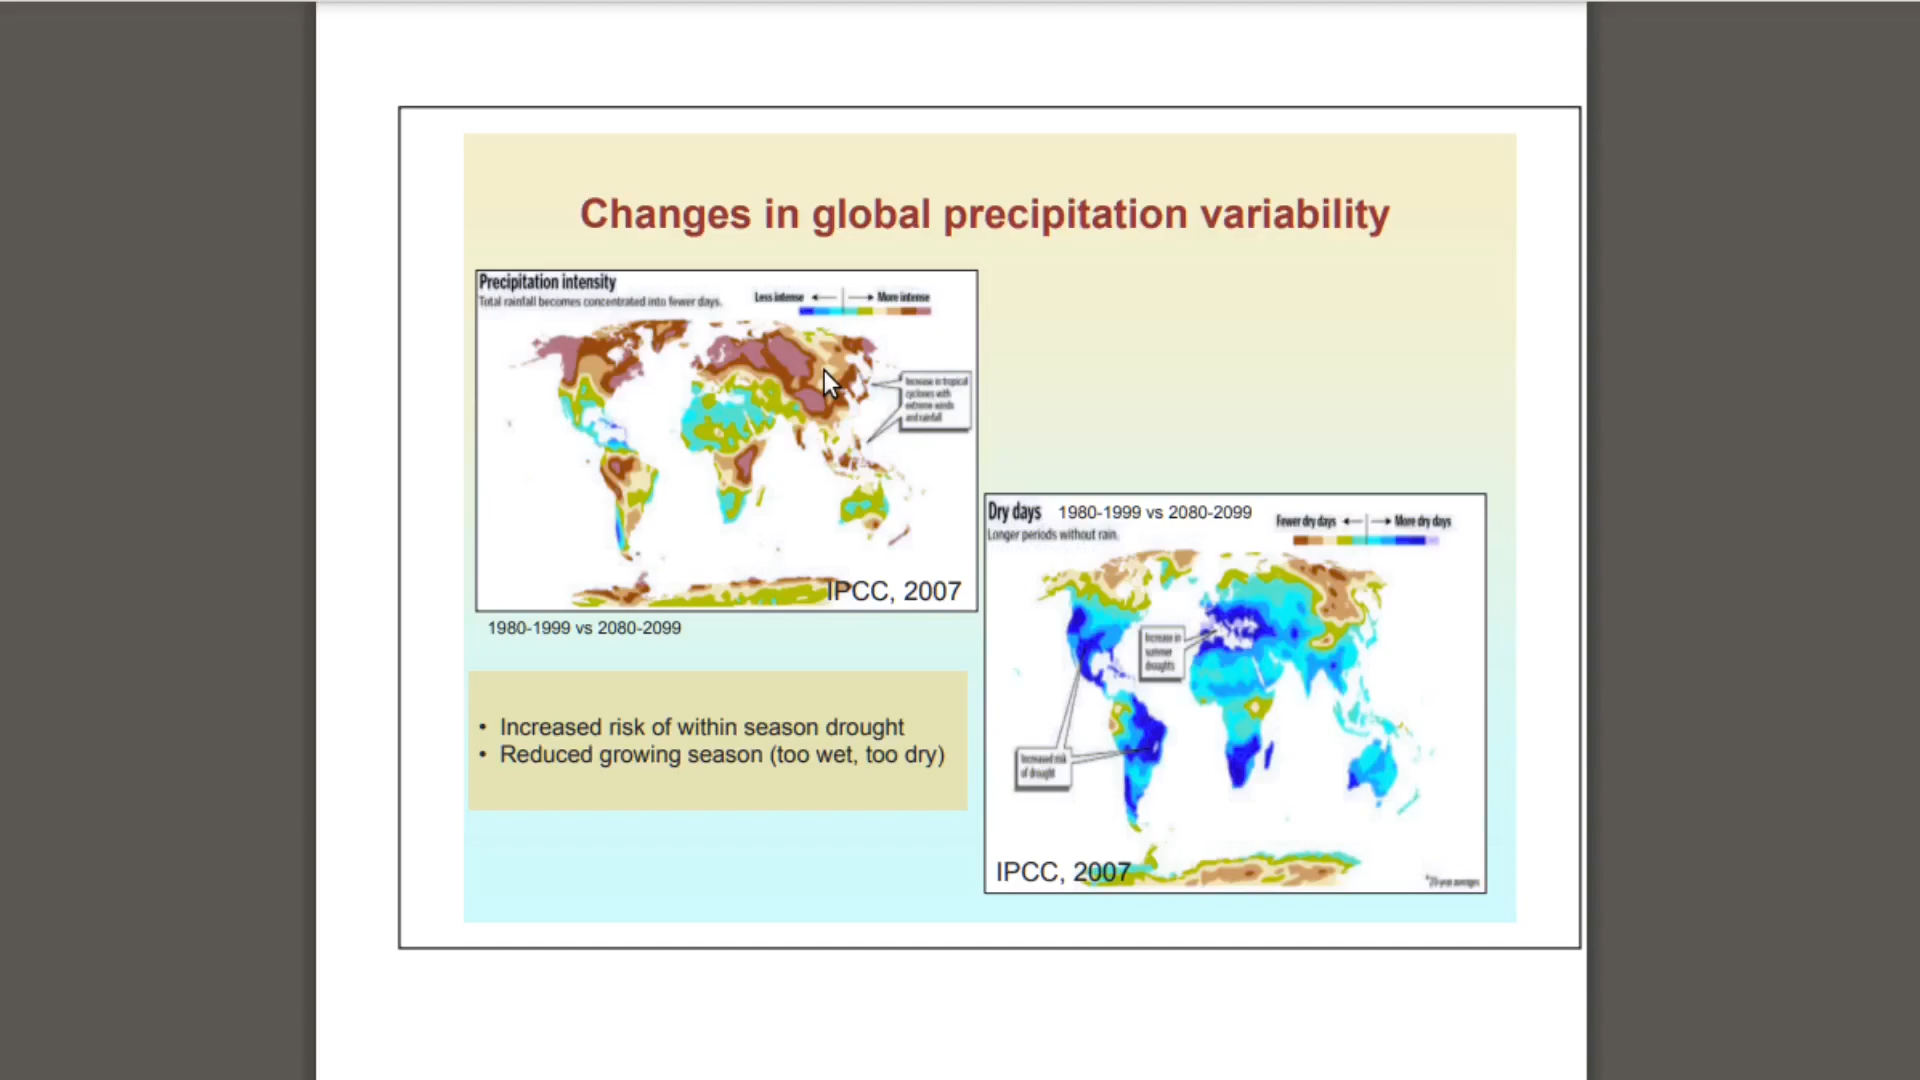 Changes in global precipitation variability
Precipitation intensity
Total rainfall becomes concentrated into fewer days.
Less intense
More intense
Increase in tropical
cyclones with
extreme winds
and rainfall
IPCC, 2007
1980-1999 vs 2080-2099
• Increased risk of within season drought
• Reduced growing season (too wet, too dry)
Dry days 1980-1999 vs 2080-2099
Longer periods without rain.
Fewer dry days
More dry days
Increase in
summer
droughts
Increased risk
of drought
IPCC, 2007
*20-year averages